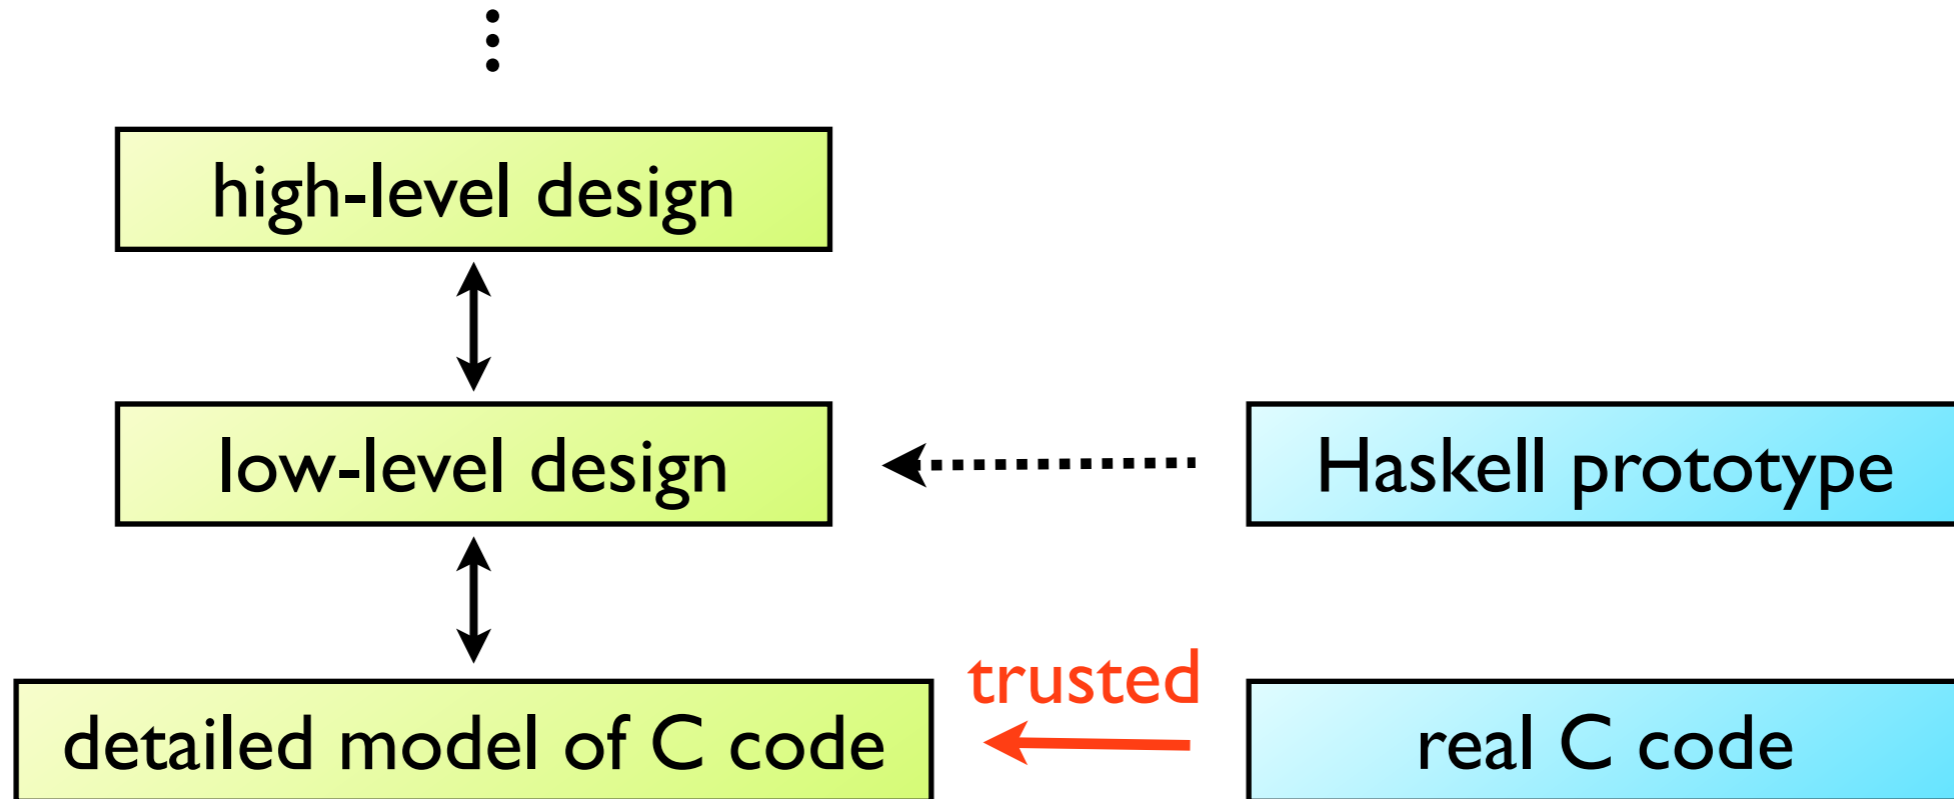 high-level design
low-level design
Haskell prototype
trusted
detailed model of C code
real C code